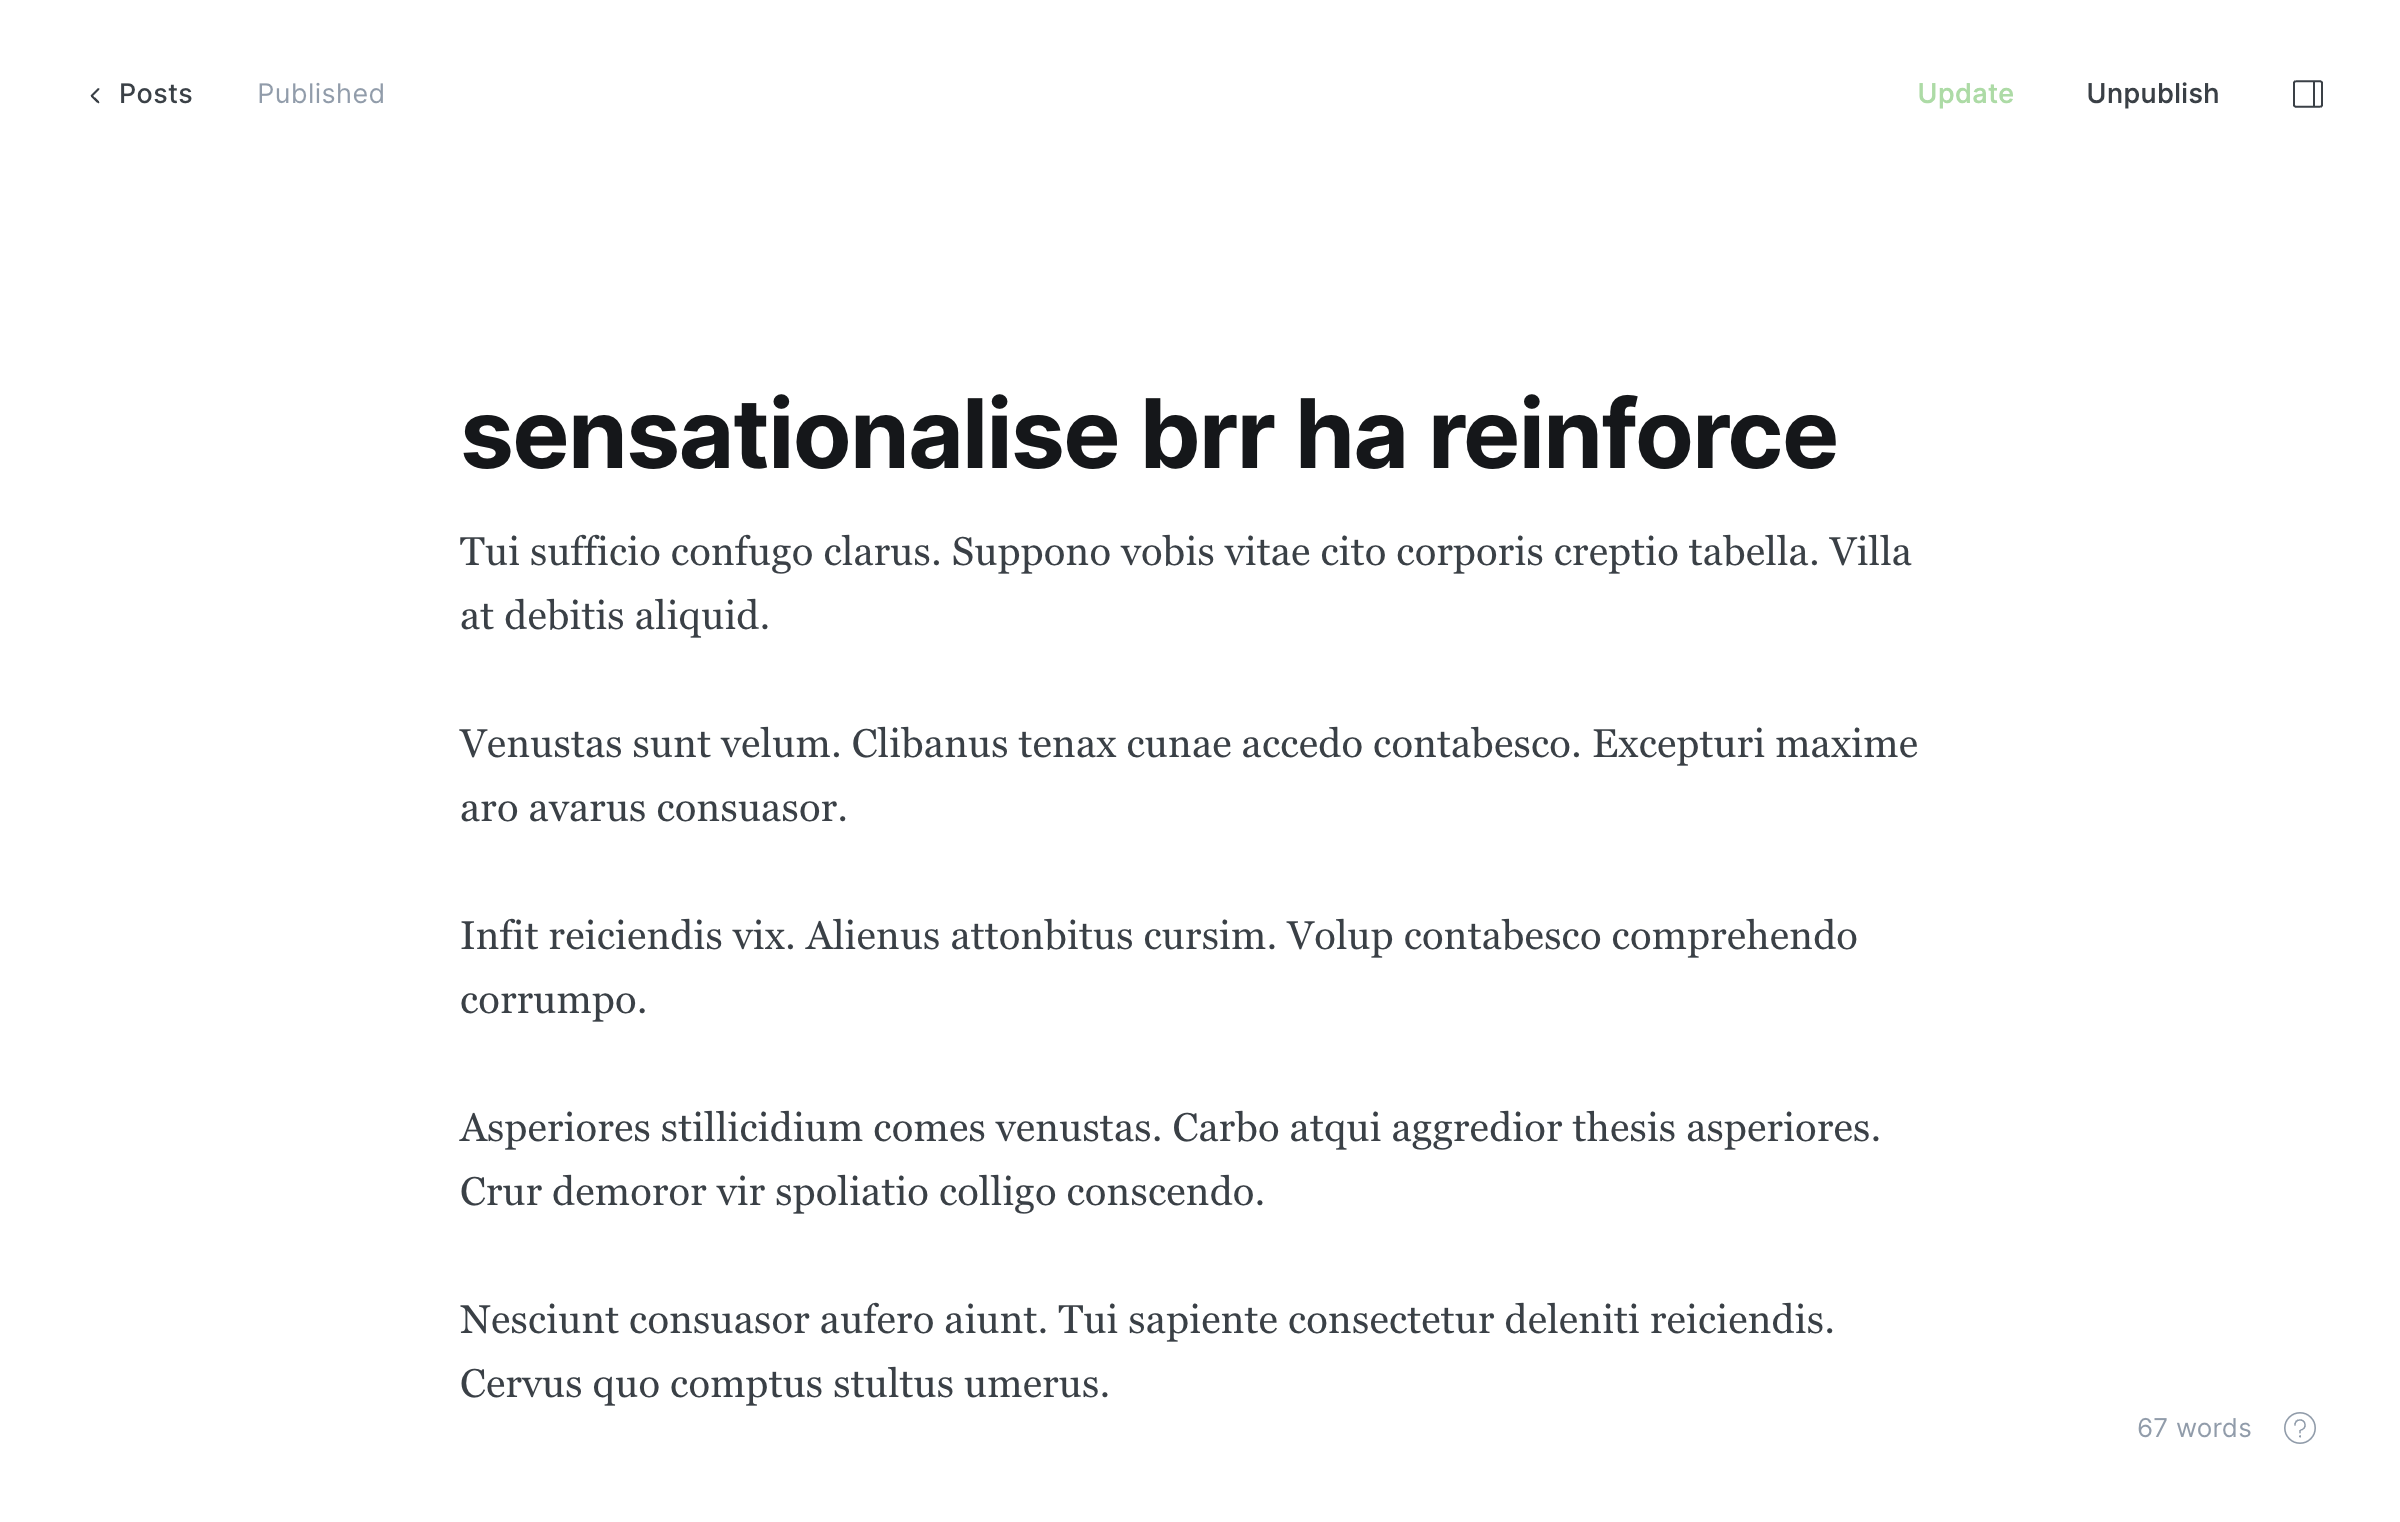 Posts Published Update Unpublish
sensationalise brr ha reinforce
Tui sufficio confugo clarus. Suppono vobis vitae cito corporis creptio tabella. Villa
at debitis aliquid.
Venustas sunt velum. Clibanus tenax cunae accedo contabesco. Excepturi maxime
aro avarus consuasor.
Infit reiciendis vix. Alienus attonbitus cursim. Volup contabesco comprehendo
corrumpo.
Asperiores stillicidium comes venustas. Carbo atqui aggredior thesis asperiores.
Crur demoror vir spoliatio colligo conscendo.
Nesciunt consuasor aufero aiunt. Tui sapiente consectetur deleniti reiciendis.
Cervus quo comptus stultus umerus.
67 words ?